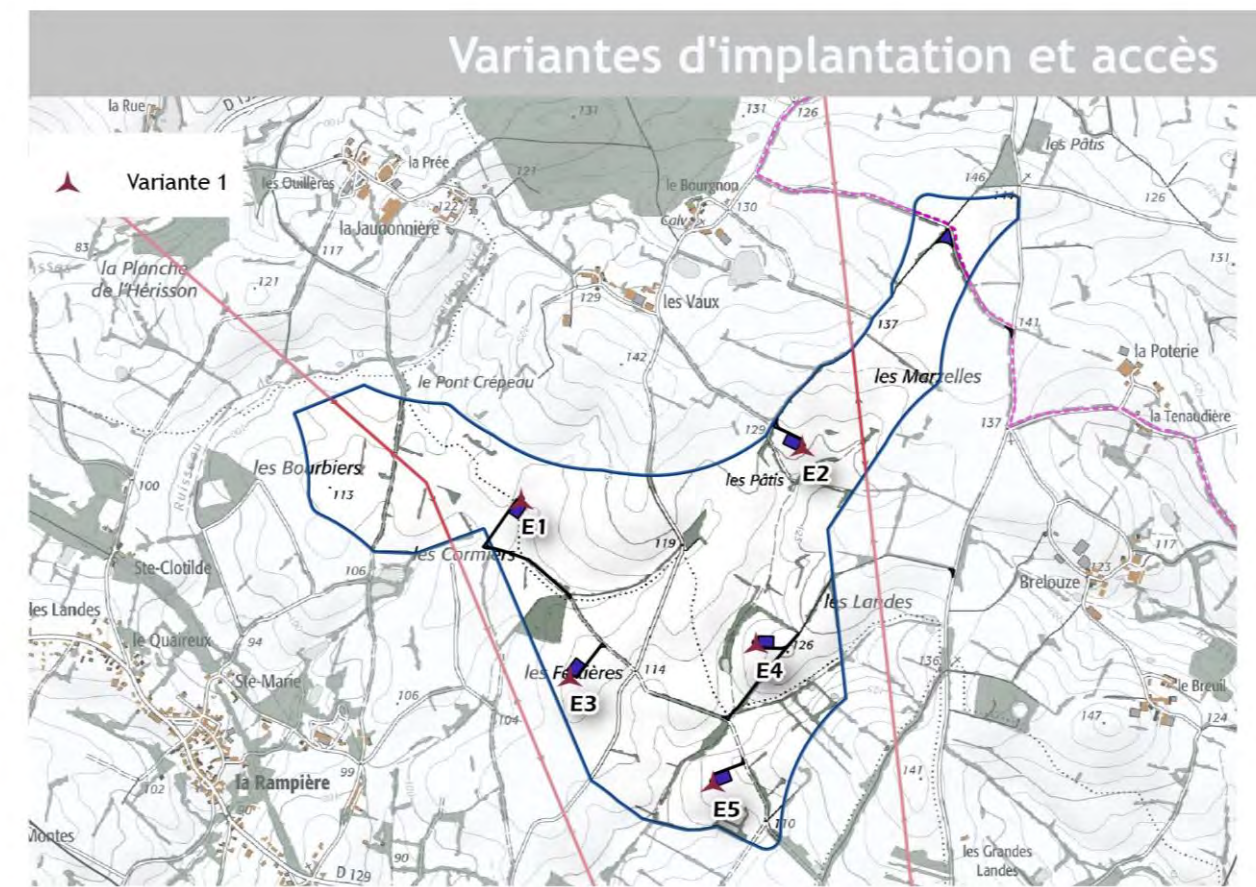 Variantes d'implantation et accès
la Rue
131
131
126
Variante 1
les Ouillères
la Prée
121
122
la Jaudonnière
117
le Bourgnon
Calv.
130
les Pâtis
146
144
126
131
83
la Planche
de l'Hérisson
121
129
les Vaux
137
141
142
la Poterie
le Pont Crépeau
les Marzelles
la Tenaudière
137
129
les Bourbiers
113
100
les Pâtis
E2
E1
les Cormiers
119
117
Ste-Clotilde
106
123
Brelouze
les Landes
les Landes
le Quaireux
94
126
E4
136
Ste-Marie
les Ferrières
114
E3
106
104
le Breuil
147
124
99
la Rampière
102
141
E5
110
Montes
90
D 129
les Grandes
Landes